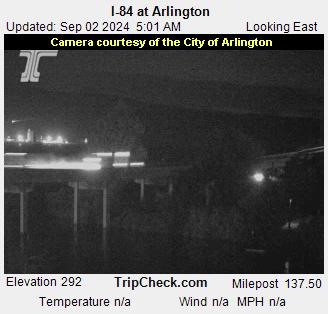 I-84 at Arlington
Updated: Sep 02 2024 5:01 AM Looking East
Camera courtesy of the City of Arlington
Elevation 292 TripCheck.com Milepost 137.50
Temperature n/a Wind n/a MPH n/a